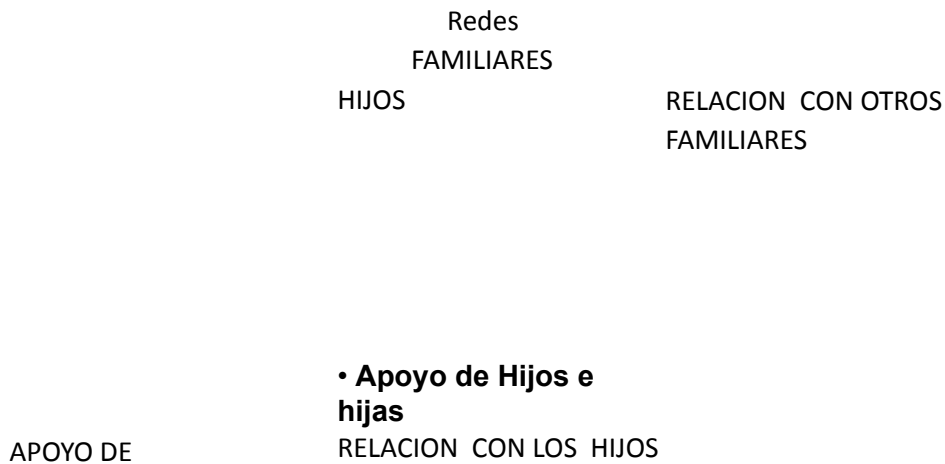 Redes
FAMILIARES
HIJOS
RELACION CON OTROS
FAMILIARES
• Apoyo de Hijos e
hijas
APOYO DE
RELACION CON LOS HIJOS